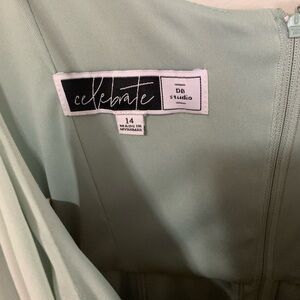 celebrate
DB
studio
14
MADE IN
MYANMAR